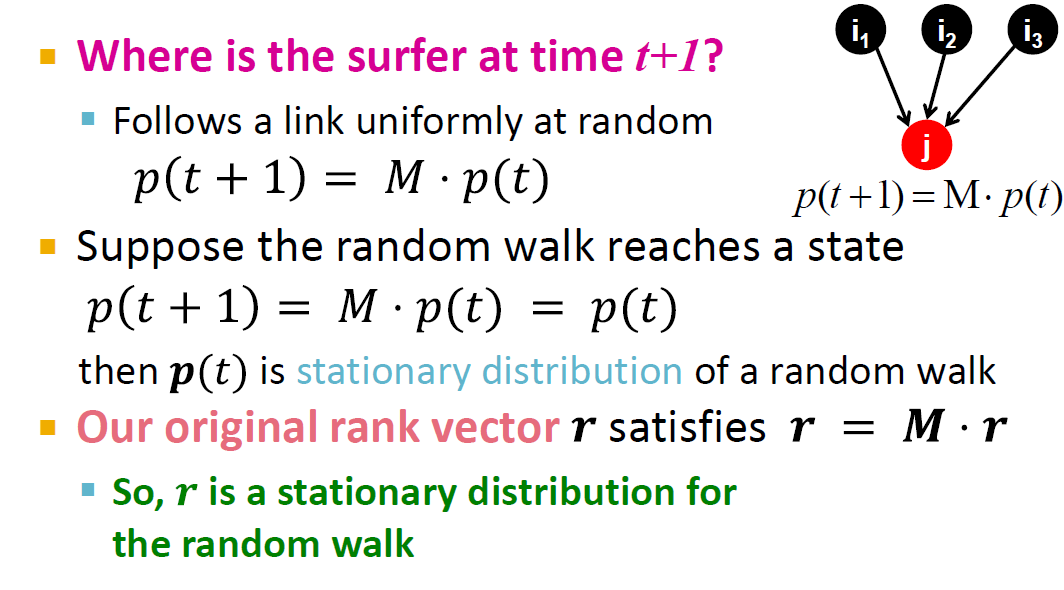 Where is the surfer at time t+1?
Follows a link uniformly at random
p(t + 1) = M · p(t)
i1 i2 i3
j
p(t +1) = M· p(t)
Suppose the random walk reaches a state
p(t + 1) = M · p(t) = p(t)
then p(t) is stationary distribution of a random walk
Our original rank vector r satisfies r = M · r
So, r is a stationary distribution for
the random walk